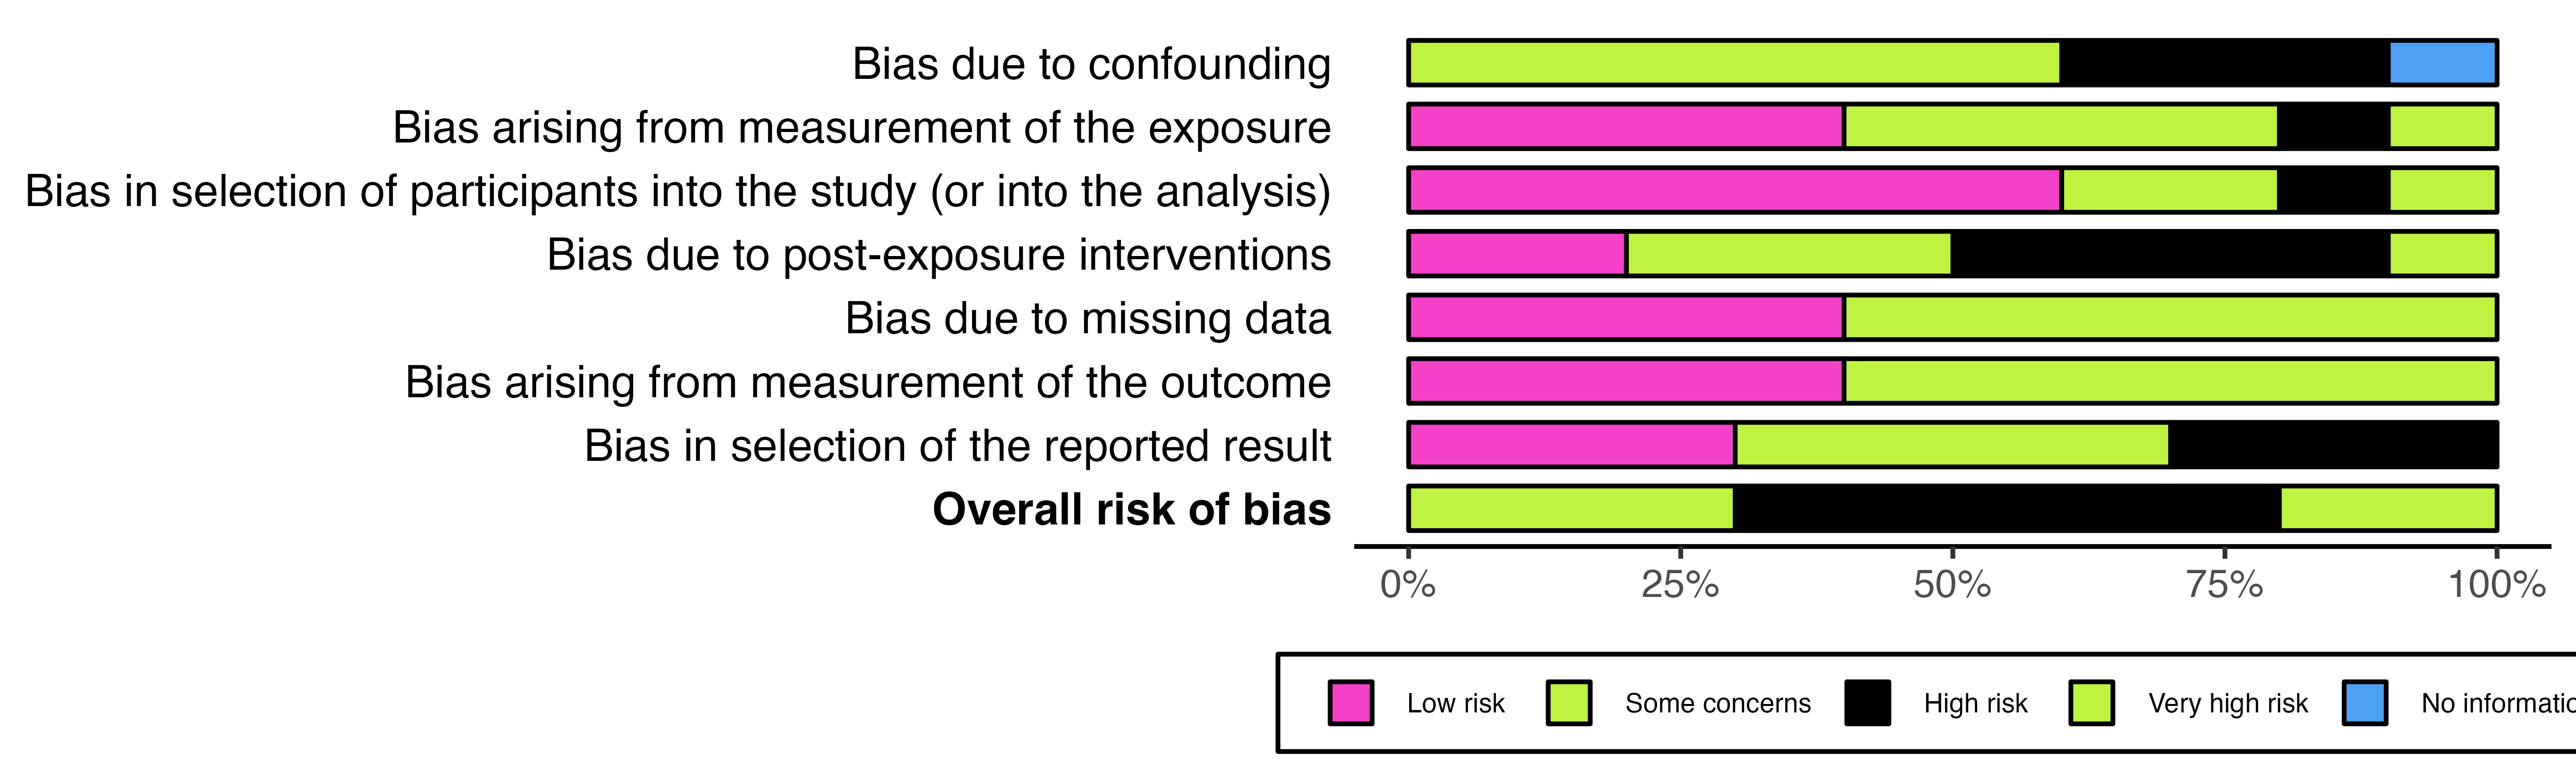 Bias due to confounding
Bias arising from measurement of the exposure
Bias in selection of participants into the study (or into the analysis)
Bias due to post-exposure interventions
Bias due to missing data
Bias arising from measurement of the outcome
Bias in selection of the reported result
Overall risk of bias
0% 25% 50% 75% 100%
Low risk Some concerns High risk Very high risk No informatio